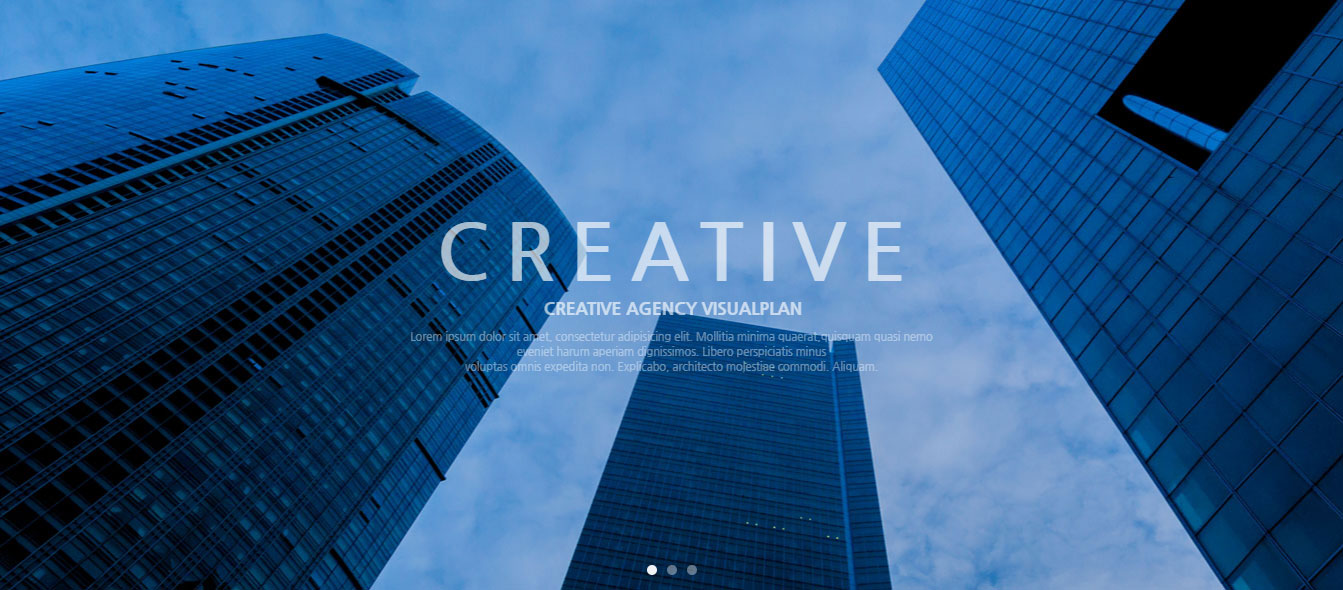 CREATIVE
CREATIVE AGENCY VISUALPLAN
Lorem ipsum dolor sit amet, consectetur adipisicing elit. Mollitia minima quaerat quisquam quasi nemo
eveniet harum aperiam dignissimos. Libero perspiciatis minus
voluptas omnis expedita non. Explicabo, architecto molestiae commodi. Aliquam.